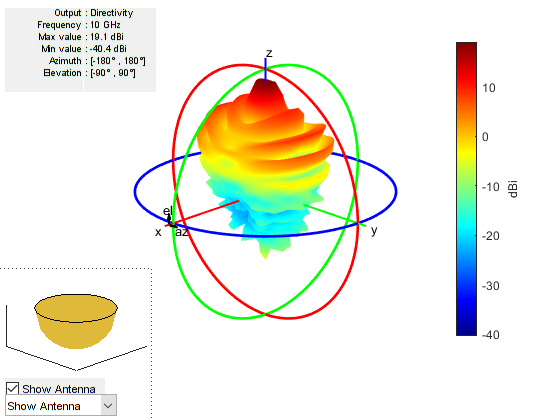 Output : Directivity
Frequency : 10 GHz
Max value : 19.1 dBi
Min value : -40.4 dBi
Azimuth : [-180° , 180°]
Elevation : [-90° , 90°]
z
el
x
az
y
10
0
-10
-20
-30
-40
dBi
Show Antenna
Show Antenna